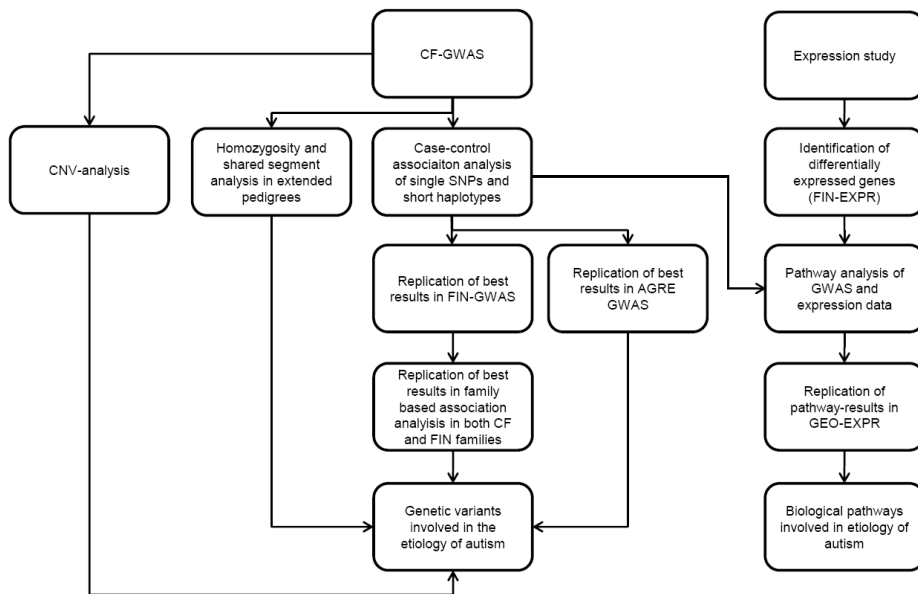 CF-GWAS
Expression study
CNV-analysis
Homozygosity and
shared segment
analysis in extended
pedigrees
Case-control
associaiton analysis
of single SNPs and
short haplotypes
Identification of
differentially
expressed genes
(FIN-EXPR)
Replication of best
results in FIN-GWAS
Replication of best
results in AGRE
GWAS
Pathway analysis of
GWAS and
expression data
Replication of best
results in family
based association
analyisis in both CF
and FIN families
Replication of
pathway-results in
GEO-EXPR
Genetic variants
involved in the
etiology of autism
Biological pathways
involved in etiology of
autism